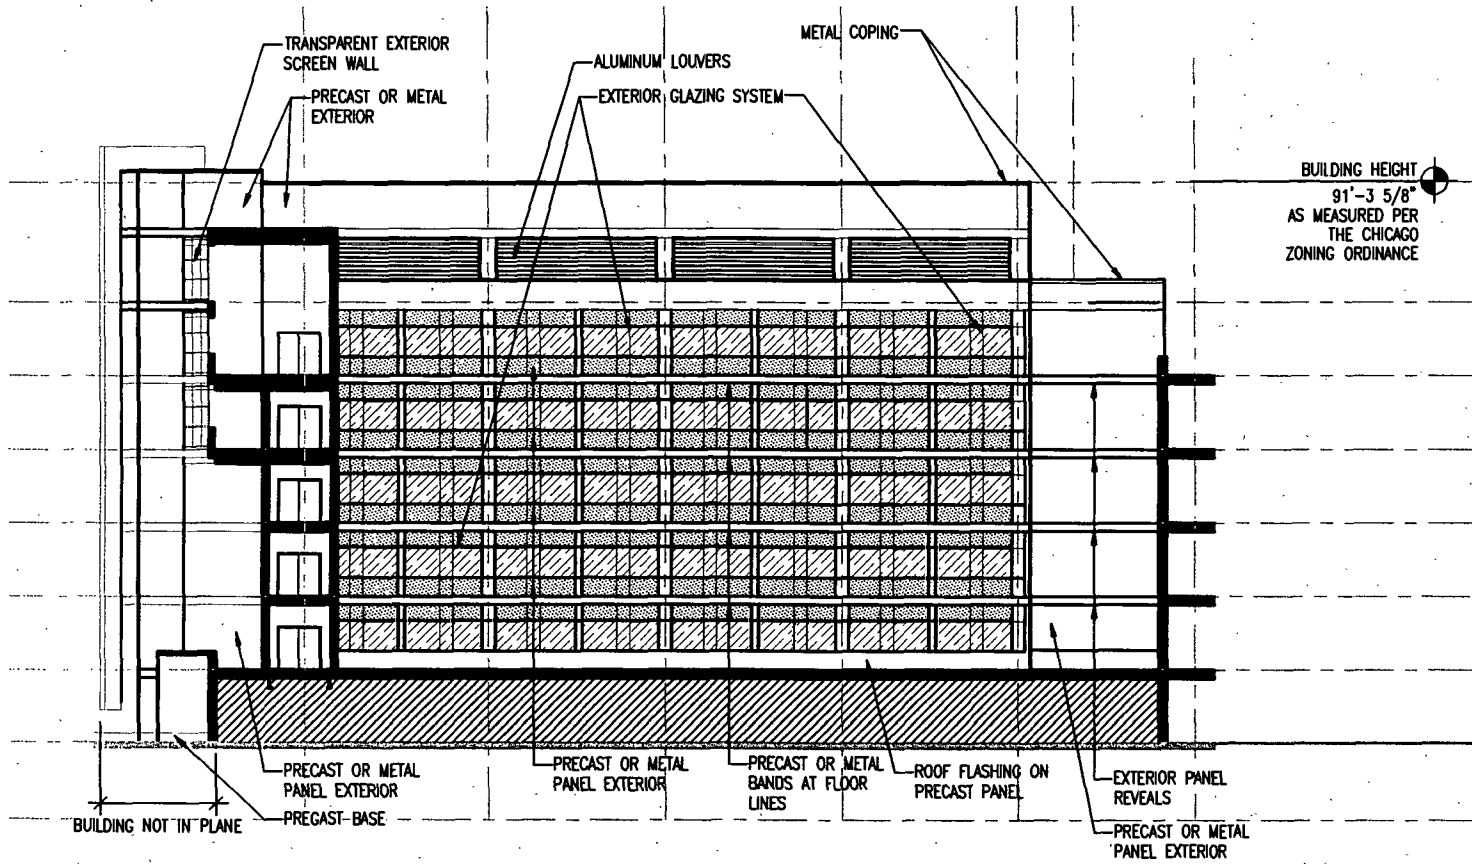 TRANSPARENT EXTERIOR
SCREEN WALL
PRECAST OR METAL
EXTERIOR
ALUMINUM LOUVERS
EXTERIOR GLAZING SYSTEM
METAL COPING
BUILDING HEIGHT
91'-3 5/8"
AS MEASURED PER
THE CHICAGO
ZONING ORDINANCE
PRECAST OR METAL
PANEL EXTERIOR
PRECAST OR METAL
PANEL EXTERIOR
PRECAST OR METAL
BANDS AT FLOOR
LINES
ROOF FLASHING ON
PRECAST PANEL
EXTERIOR PANEL
REVEALS
BUILDING NOT IN PLANE
PRECAST BASE
PRECAST OR METAL
PANEL EXTERIOR